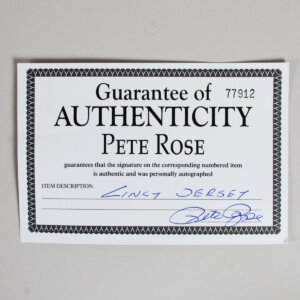 Guarantee of 77912
AUTHENTICITY
PETE ROSE
guarantees that the signature on the corresponding numbered item
is authentic and was personally autographed
ITEM DESCRIPTION: CINCY JERSEY
Pete Rose